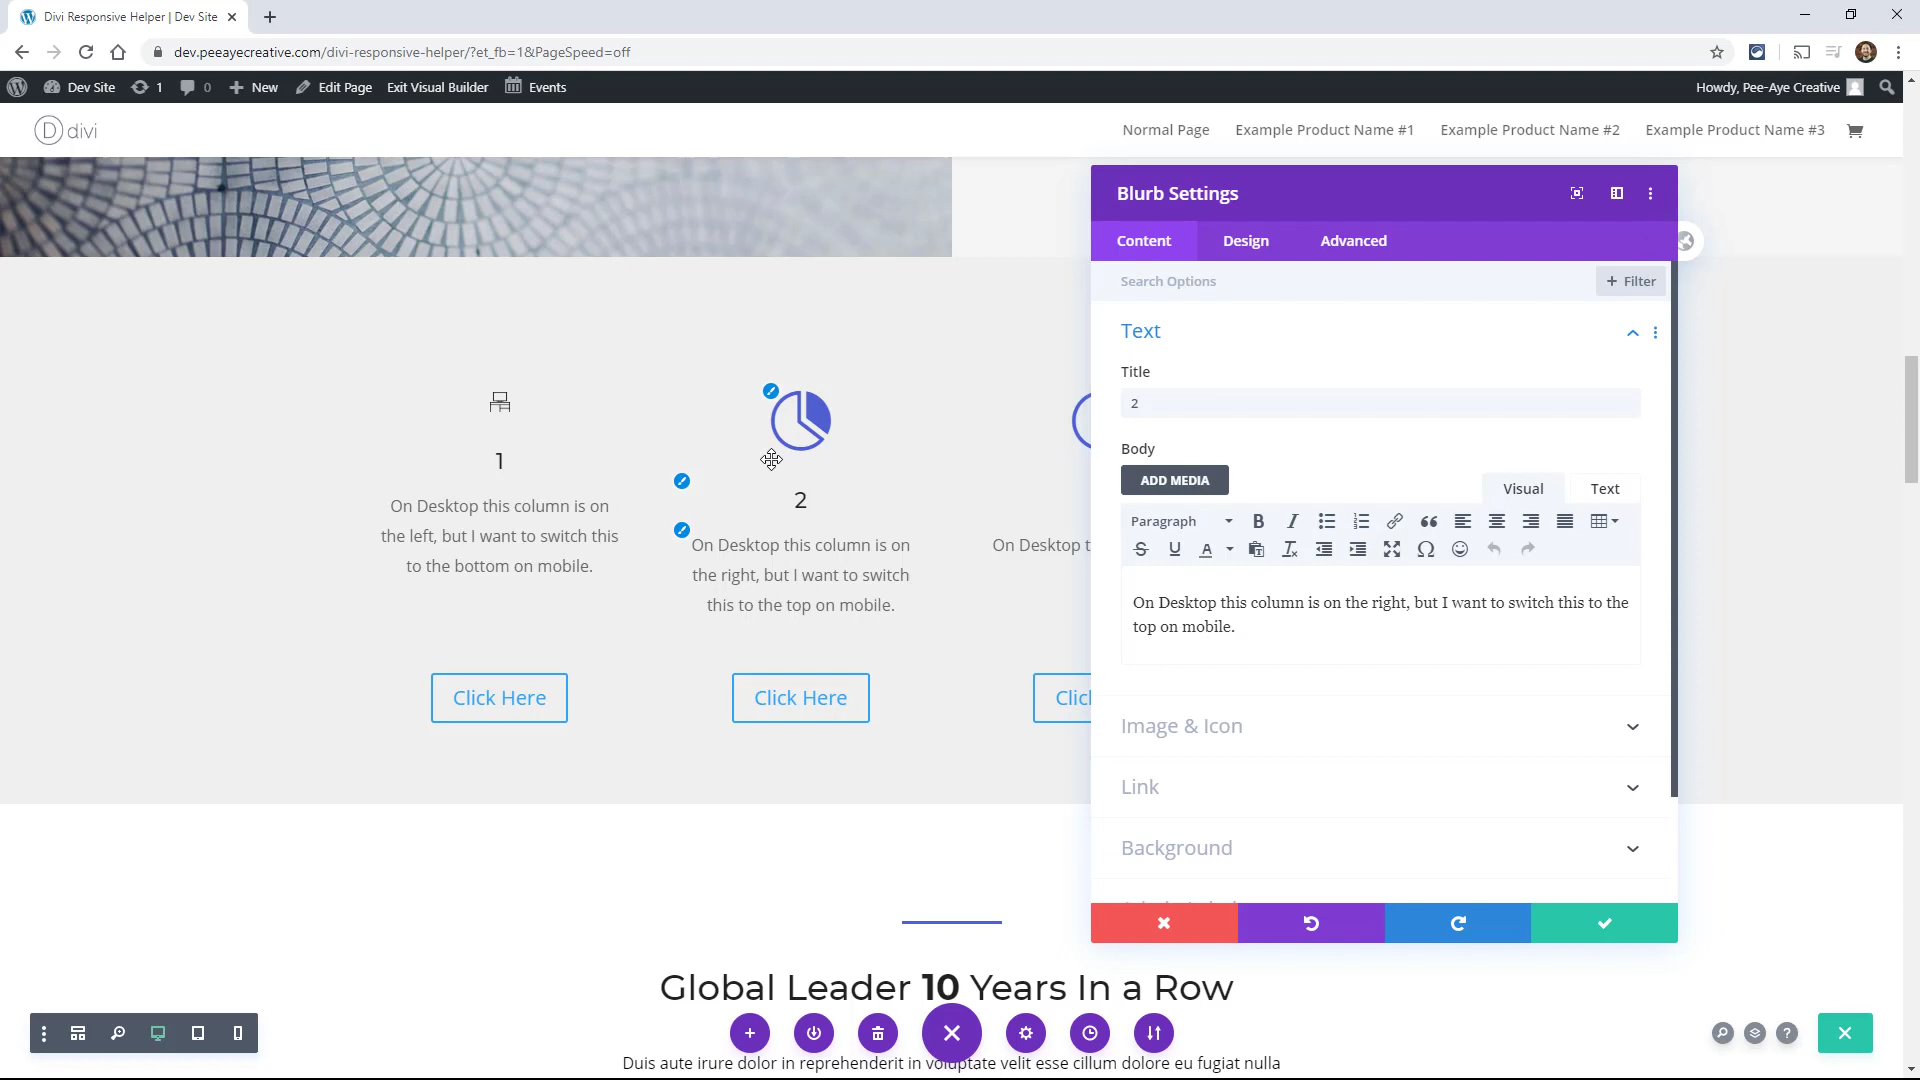 Divi Responsive Helper | Dev Site
dev.peeayecreative.com/divi-responsive-helper/?et_fb=1&PageSpeed=off
Dev Site
1
0
New
Edit Page
Exit Visual Builder
Events
Howdy, Pee-Aye Creative
D divi
Normal Page
Example Product Name #1
Example Product Name #2
Example Product Name #3
1
On Desktop this column is on
the left, but I want to switch this
to the bottom on mobile.
Click Here
2
On Desktop this column is on
the right, but I want to switch
this to the top on mobile.
Click Here
On Desktop t
Clic
Blurb Settings
Content
Design
Advanced
Search Options
+ Filter
Text
Title
2
Body
ADD MEDIA
Visual
Text
Paragraph
On Desktop this column is on the right, but I want to switch this to the
top on mobile.
Image & Icon
Link
Background
Global Leader 10 Years In a Row
Duis aute irure dolor in reprehenderit in voluptate velit esse cillum dolore eu fugiat nulla